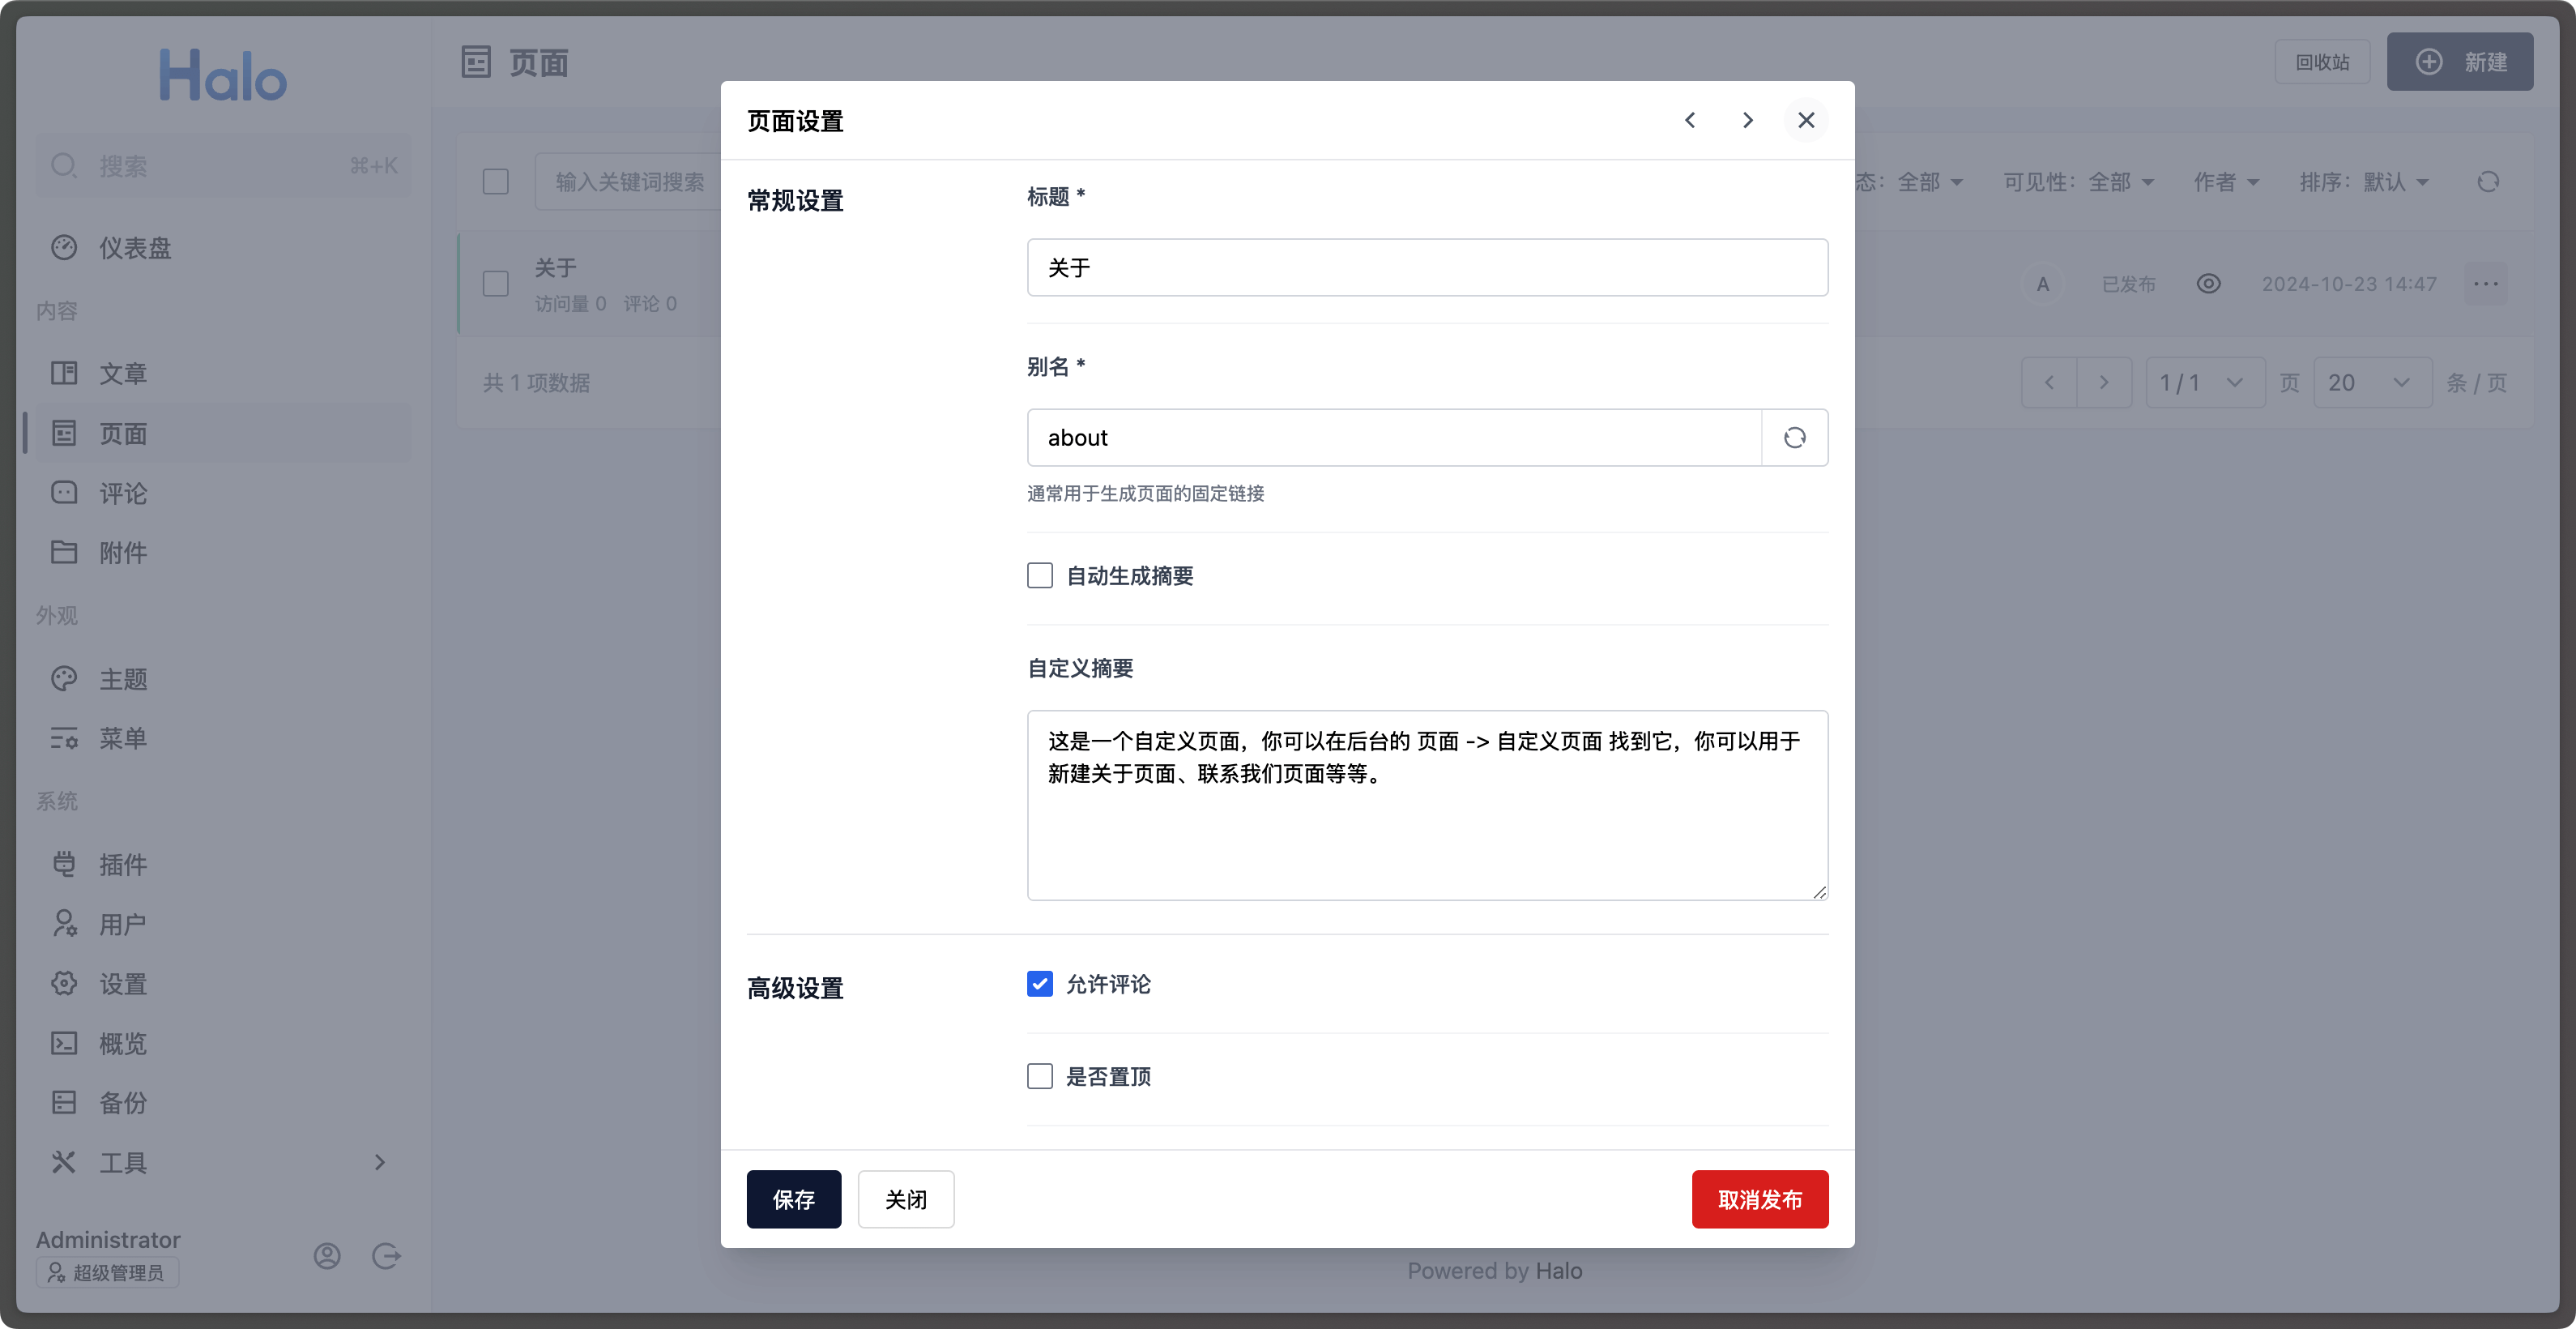 Halo
搜索
⌘+K
仪表盘
内容
文章
页面
评论
附件
外观
主题
菜单
系统
插件
用户
设置
概览
备份
工具
Administrator
超级管理员
页面
回收站
新建
输入关键词搜索
态：全部
可见性：全部
作者
排序：默认
关于
访问量 0 评论 0
A
已发布
2024-10-23 14:47
共 1 项数据
1 / 1
页
20
条 / 页
页面设置
常规设置
标题 *
关于
别名 *
about
通常用于生成页面的固定链接
自动生成摘要
自定义摘要
这是一个自定义页面，你可以在后台的 页面 -> 自定义页面 找到它，你可以用于
新建关于页面、联系我们页面等等。
高级设置
允许评论
是否置顶
保存
关闭
取消发布
Powered by Halo